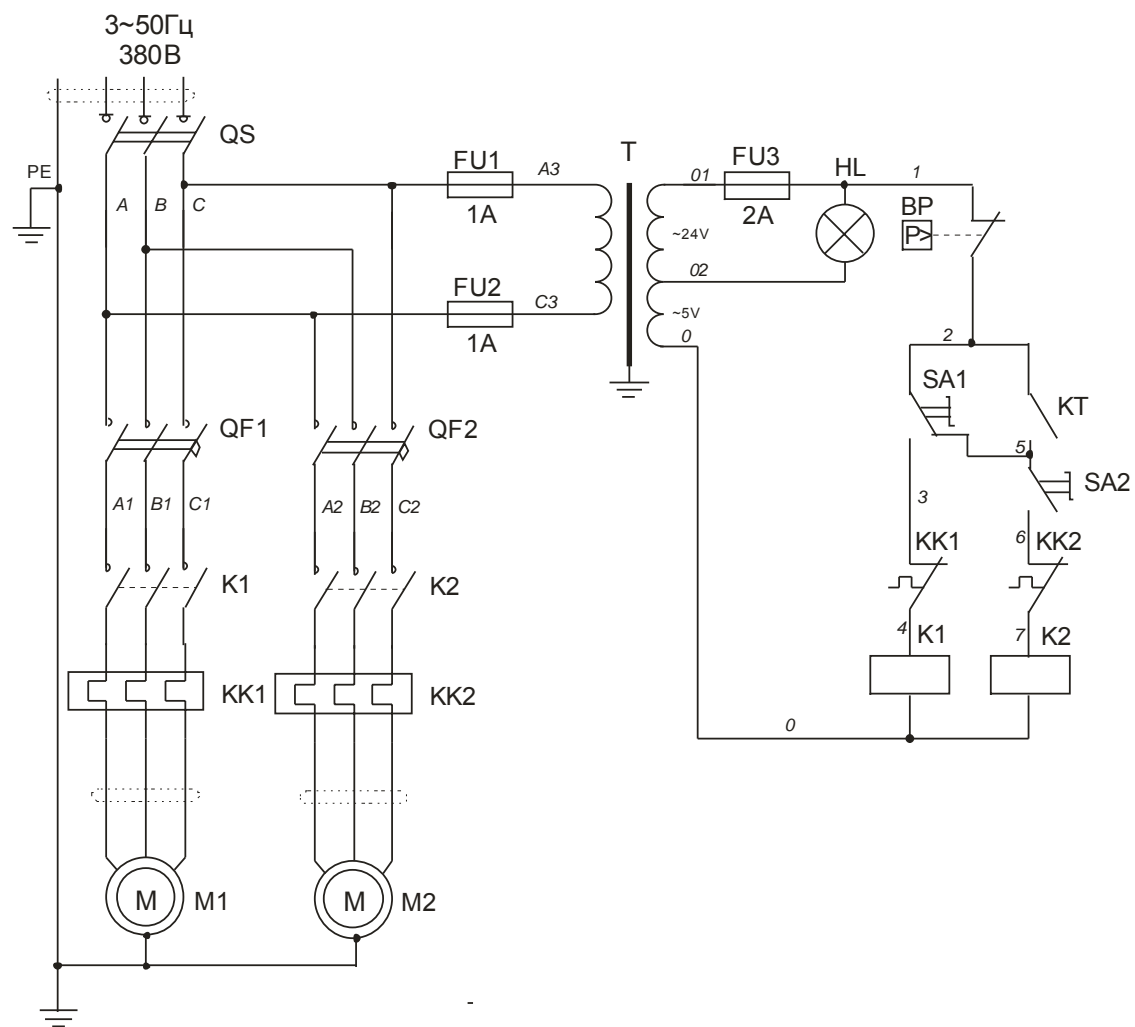 3~50Гц
380В
QS
PE
A
B
C
FU1
1A
A3
T
01
FU3
2A
HL
1
BP
P>
~24V
02
FU2
1A
C3
~5V
0
2
SA1
KT
5
SA2
QF1
QF2
A1
B1
C1
A2
B2
C2
3
6
KK1
KK2
K1
K2
4
K1
7
K2
KK1
KK2
0
M
M1
M
M2
-